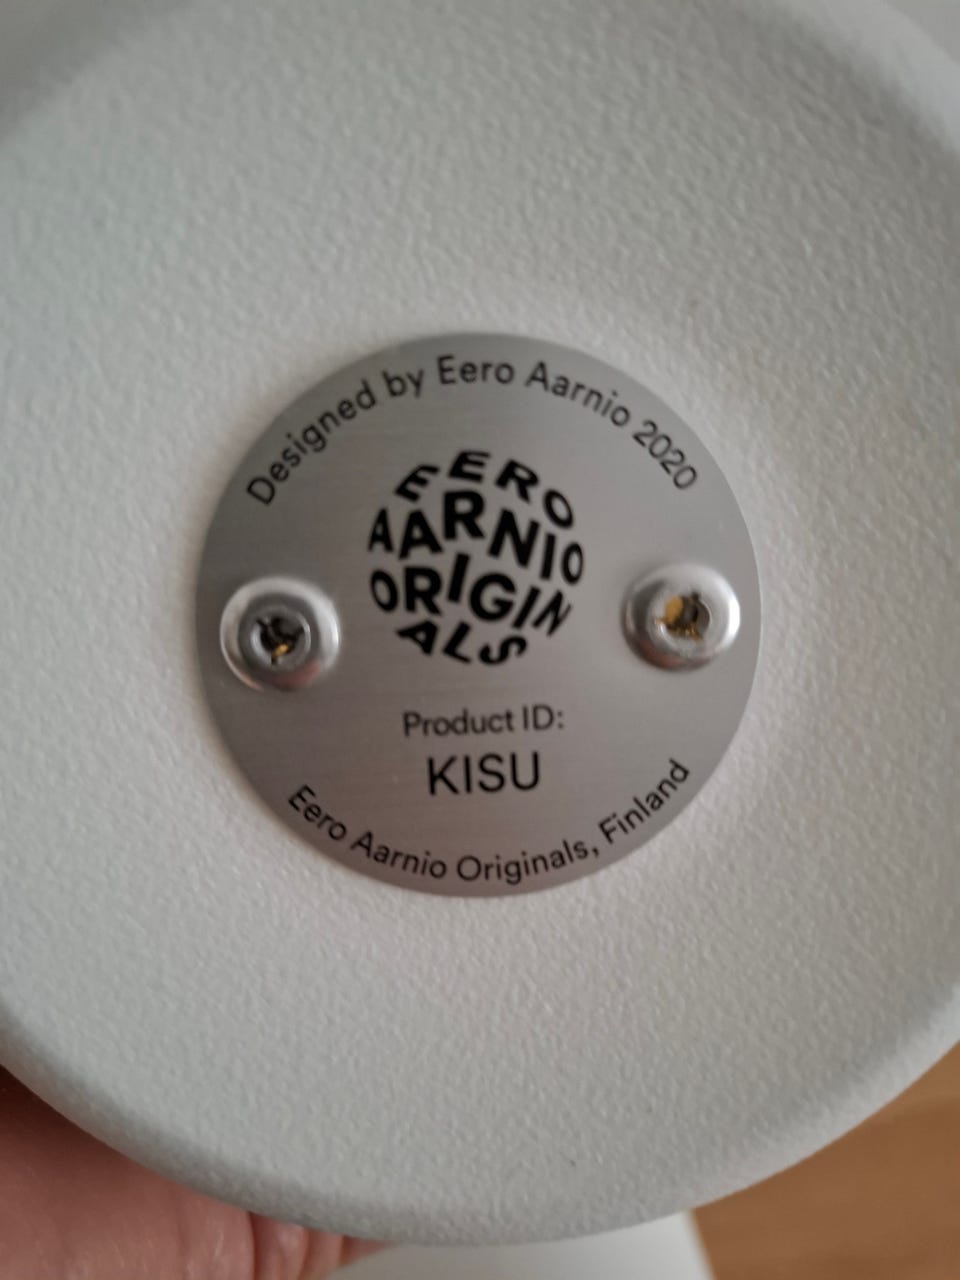 Designed by Eero Aarnio 2020
EERO
AARNIO
ORIGIN
ALS
Product ID:
KISU
Eero Aarnio Originals, Finland